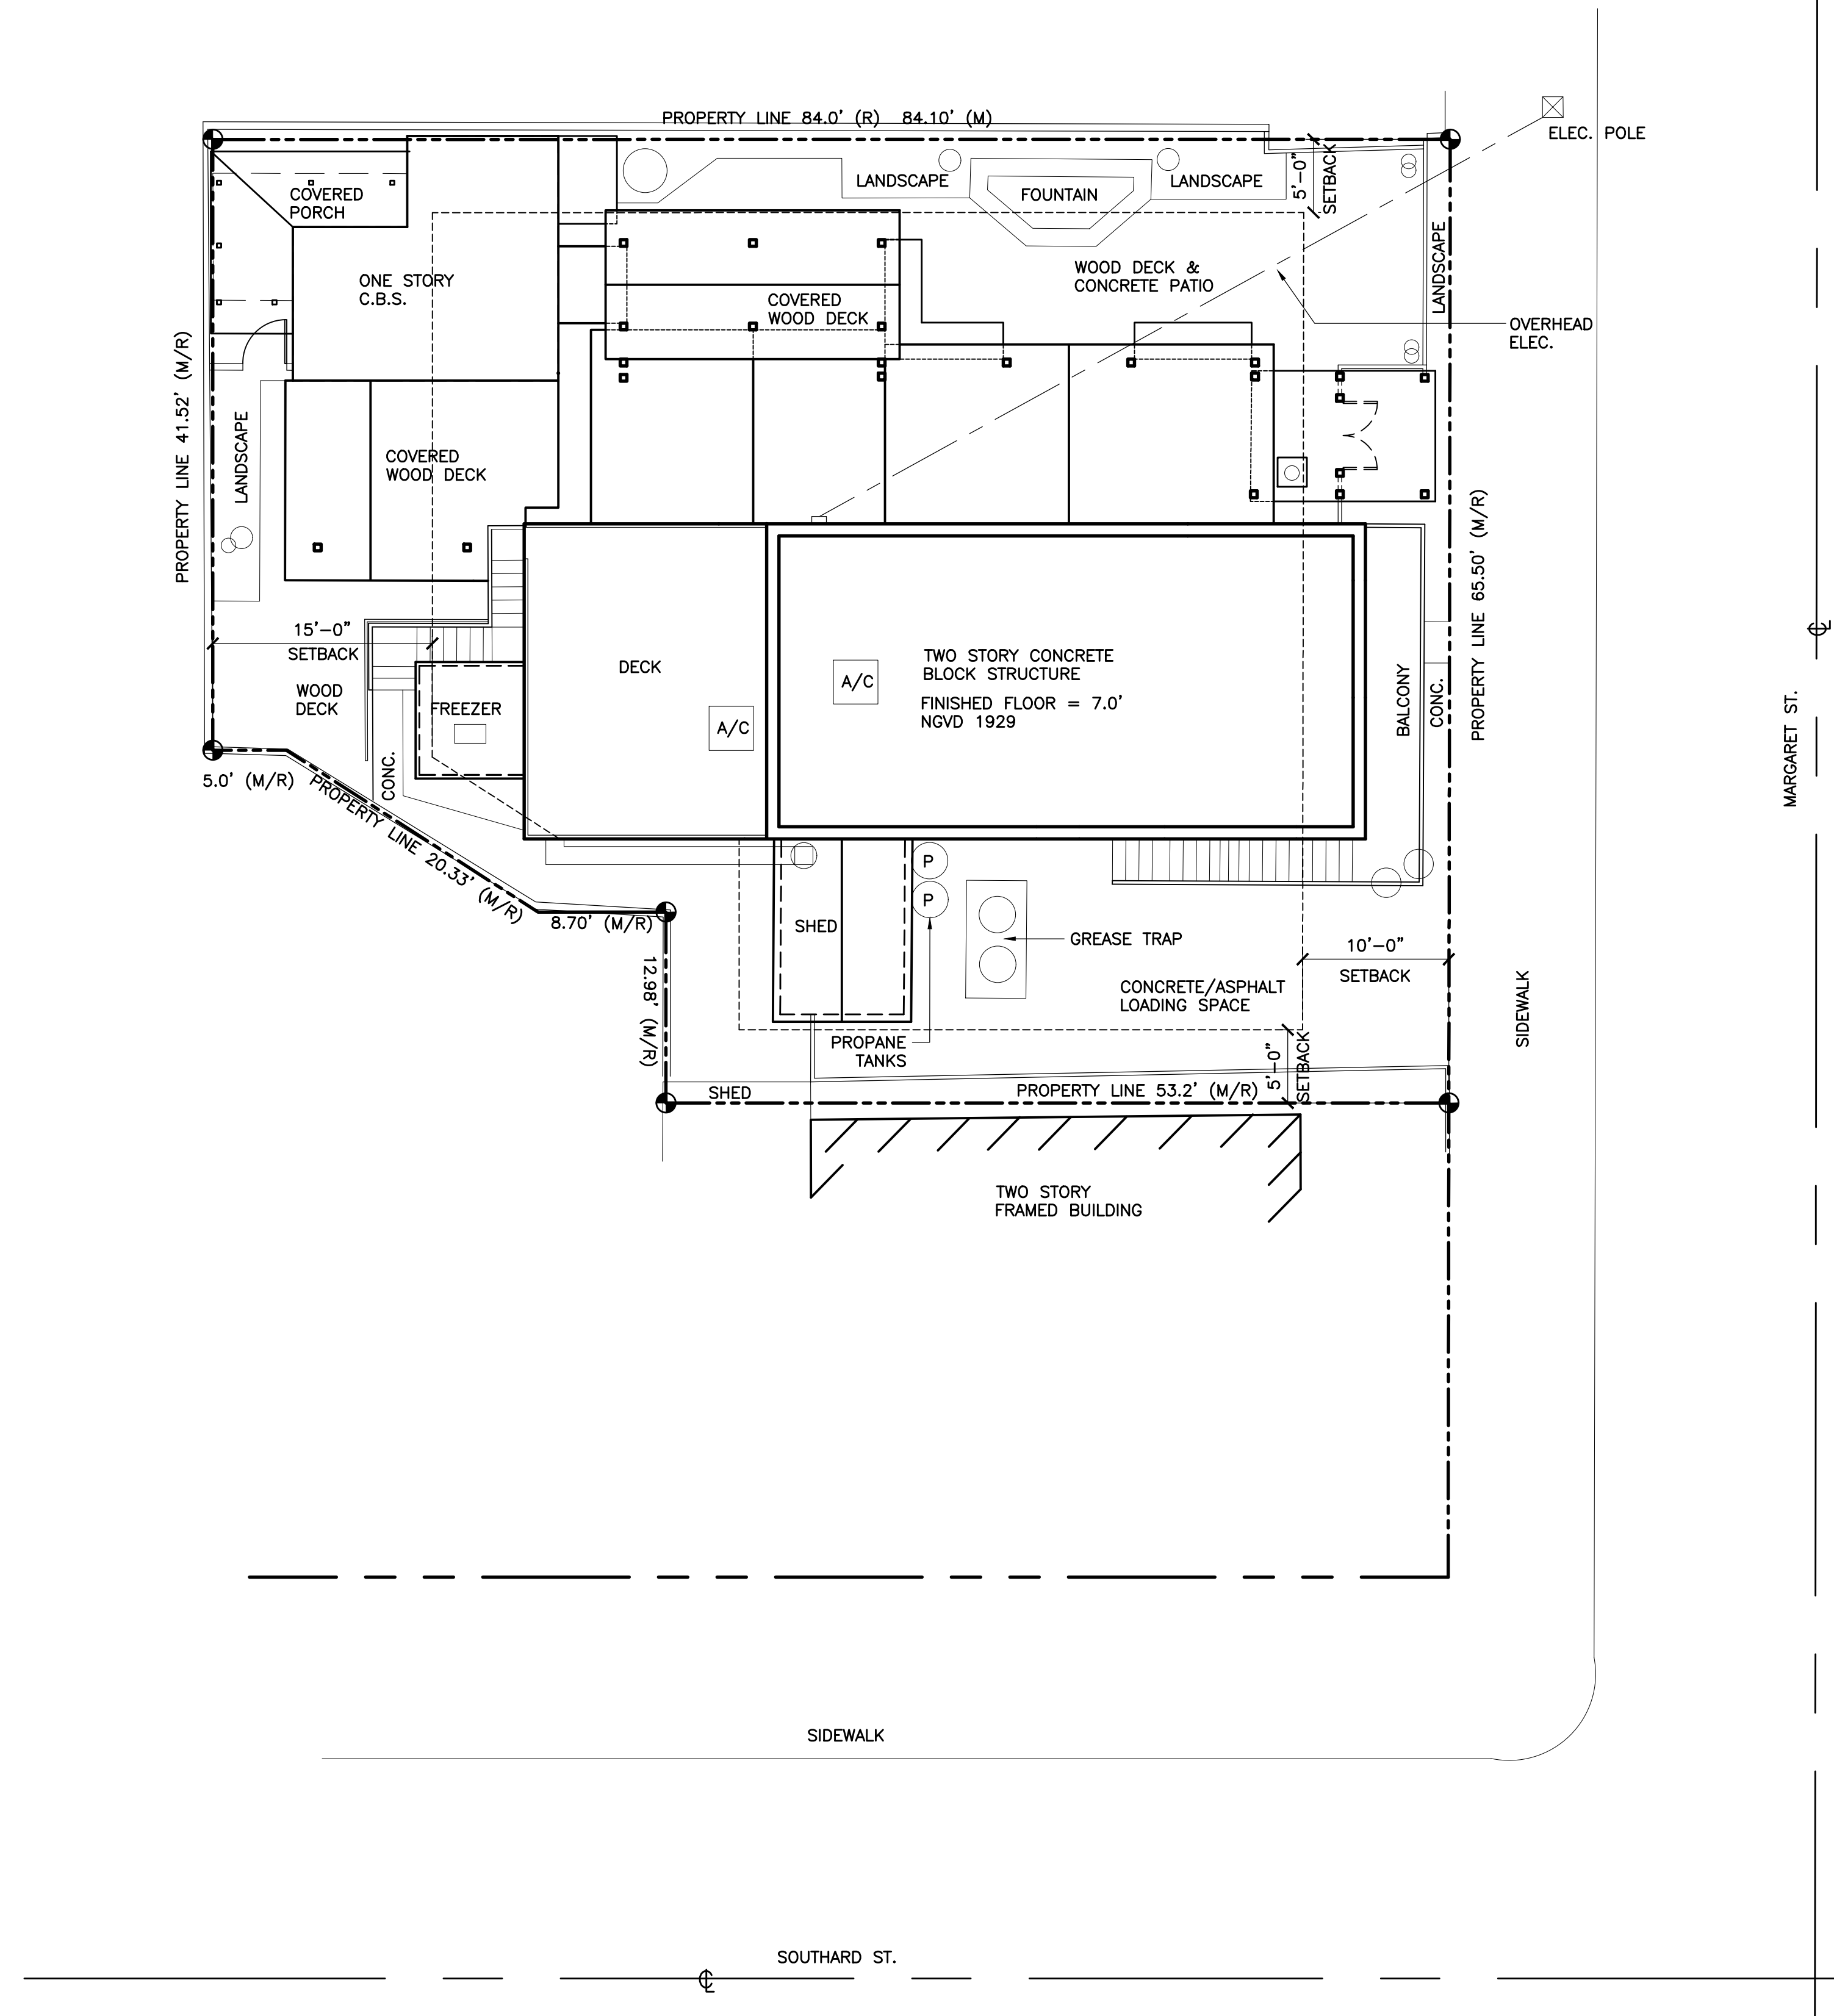 PROPERTY LINE 84.0' (R) 84.10' (M)
ELEC. POLE
5'-0"
SETBACK
COVERED
PORCH
LANDSCAPE
FOUNTAIN
LANDSCAPE
LANDSCAPE
ONE STORY
C.B.S.
WOOD DECK &
CONCRETE PATIO
COVERED
WOOD DECK
OVERHEAD
ELEC.
PROPERTY LINE 41.52' (M/R)
LANDSCAPE
COVERED
WOOD DECK
PROPERTY LINE 65.50' (M/R)
15'-0"
SETBACK
WOOD
DECK
FREEZER
DECK
A/C
A/C
TWO STORY CONCRETE
BLOCK STRUCTURE
FINISHED FLOOR = 7.0'
NGVD 1929
BALCONY
CONC.
MARGARET ST.
CL
5.0' (M/R)
PROPERTY LINE 20.33' (M/R)
CONC.
8.70' (M/R)
12.98' (M/R)
SHED
P
P
GREASE TRAP
10'-0"
SETBACK
CONCRETE/ASPHALT
LOADING SPACE
SIDEWALK
PROPANE
TANKS
5'-0"
SETBACK
SHED
PROPERTY LINE 53.2' (M/R)
TWO STORY
FRAMED BUILDING
SIDEWALK
SOUTHARD ST.
CL